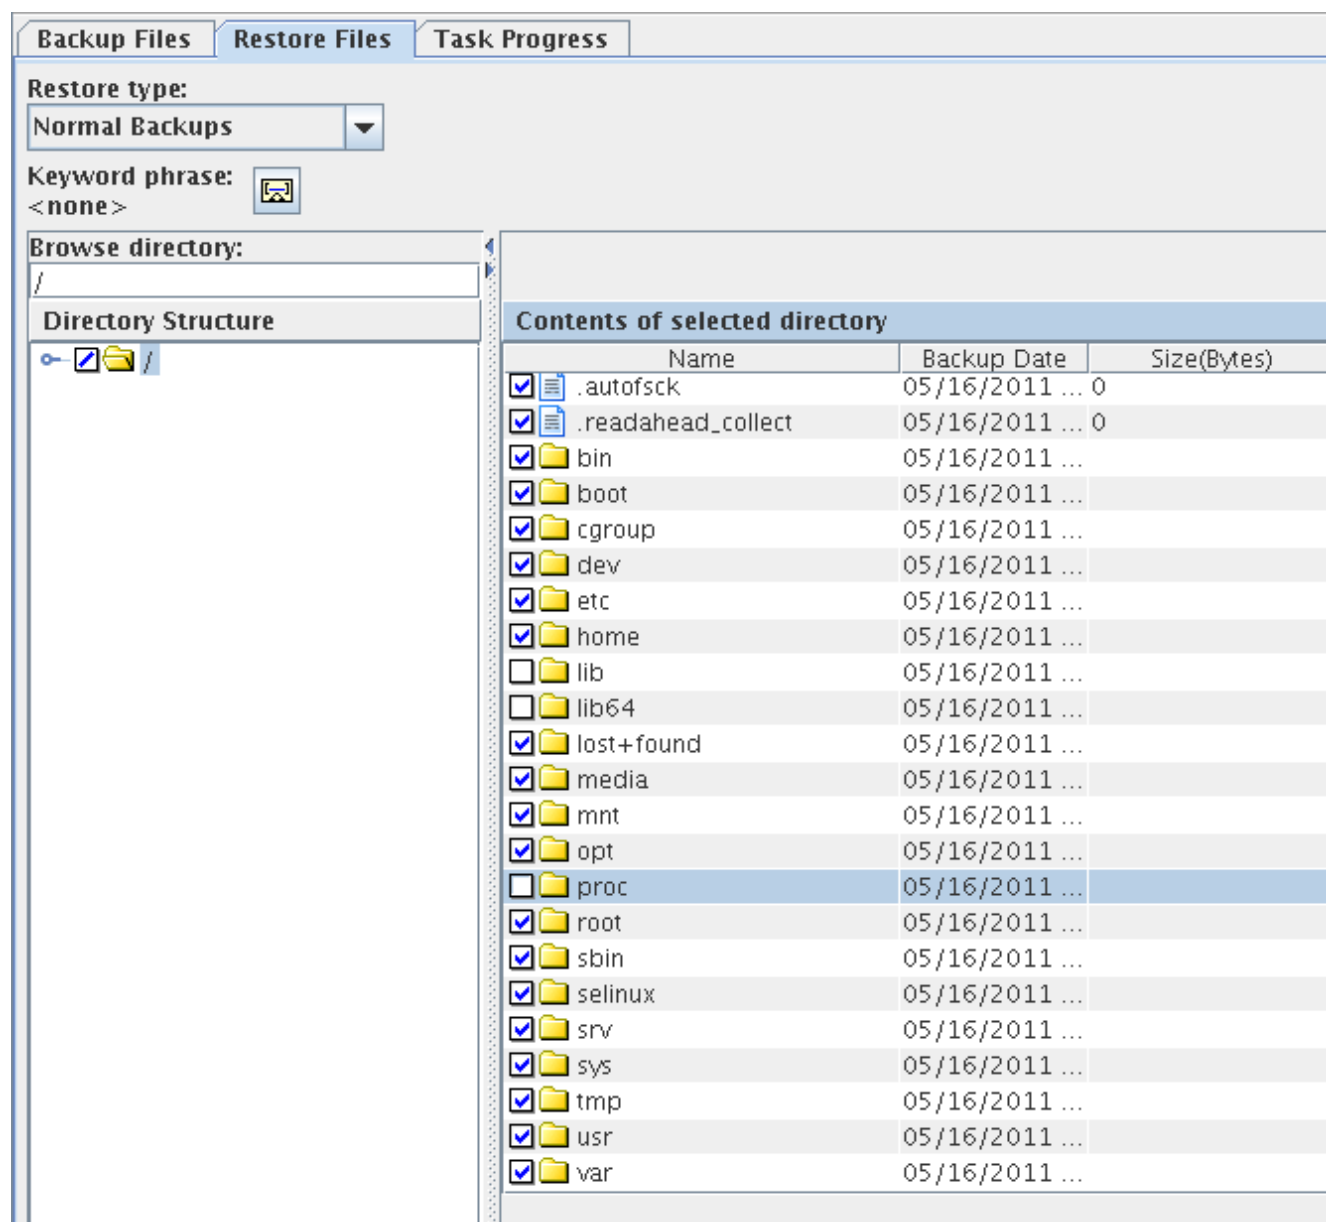 Backup Files Restore Files Task Progress
Restore type:
Normal Backups
Keyword phrase:
<none>
Browse directory:
/
Directory Structure Contents of selected directory
/
Name Backup Date Size(Bytes)
.autofsck 05/16/2011 ... 0
.readahead_collect 05/16/2011 ... 0
bin 05/16/2011 ...
boot 05/16/2011 ...
cgroup 05/16/2011 ...
dev 05/16/2011 ...
etc 05/16/2011 ...
home 05/16/2011 ...
lib 05/16/2011 ...
lib64 05/16/2011 ...
lost+found 05/16/2011 ...
media 05/16/2011 ...
mnt 05/16/2011 ...
opt 05/16/2011 ...
proc 05/16/2011 ...
root 05/16/2011 ...
sbin 05/16/2011 ...
selinux 05/16/2011 ...
srv 05/16/2011 ...
sys 05/16/2011 ...
tmp 05/16/2011 ...
usr 05/16/2011 ...
var 05/16/2011 ...